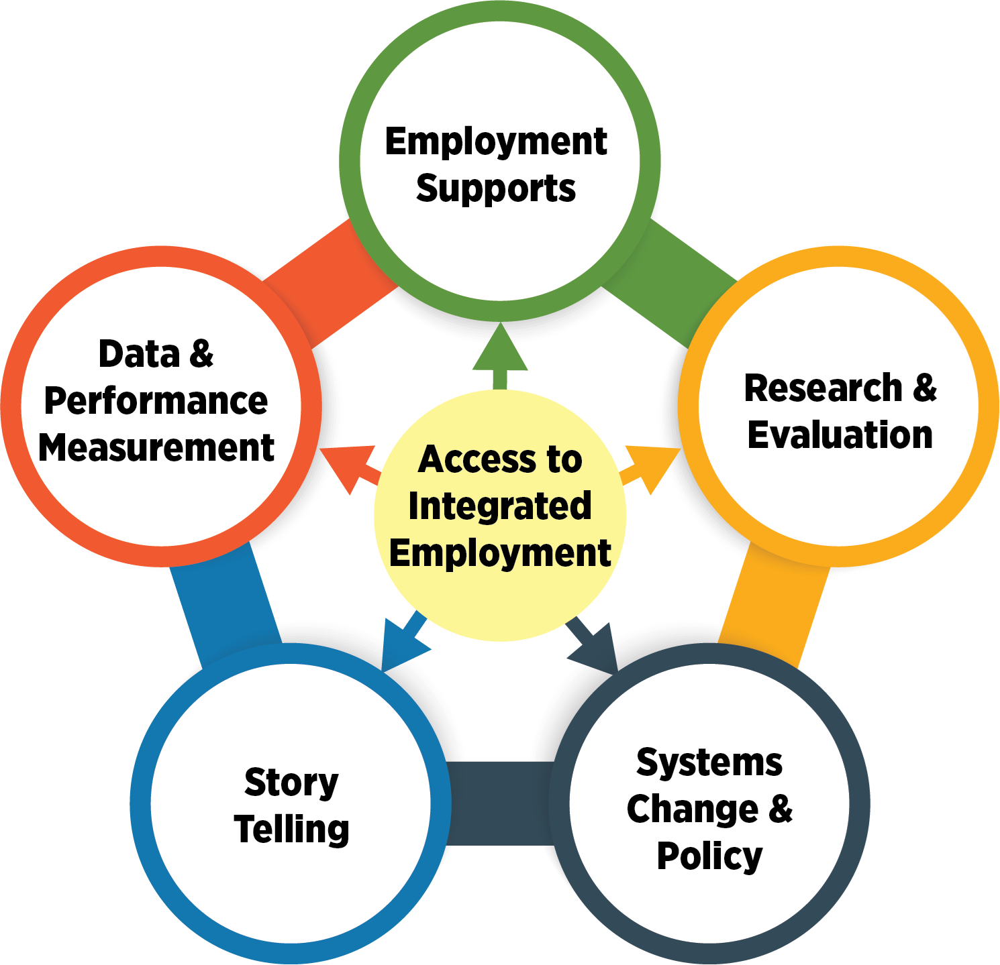 Employment
Supports
Data &
Performance
Measurement
Research &
Evaluation
Access to
Integrated
Employment
Story
Telling
Systems
Change &
Policy